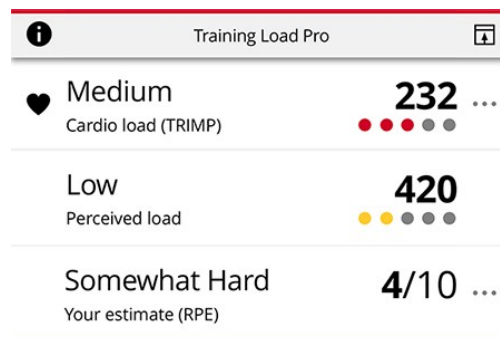 Training Load Pro
Medium 232
Cardio load (TRIMP)
Low 420
Perceived load
Somewhat Hard 4/10
Your estimate (RPE)